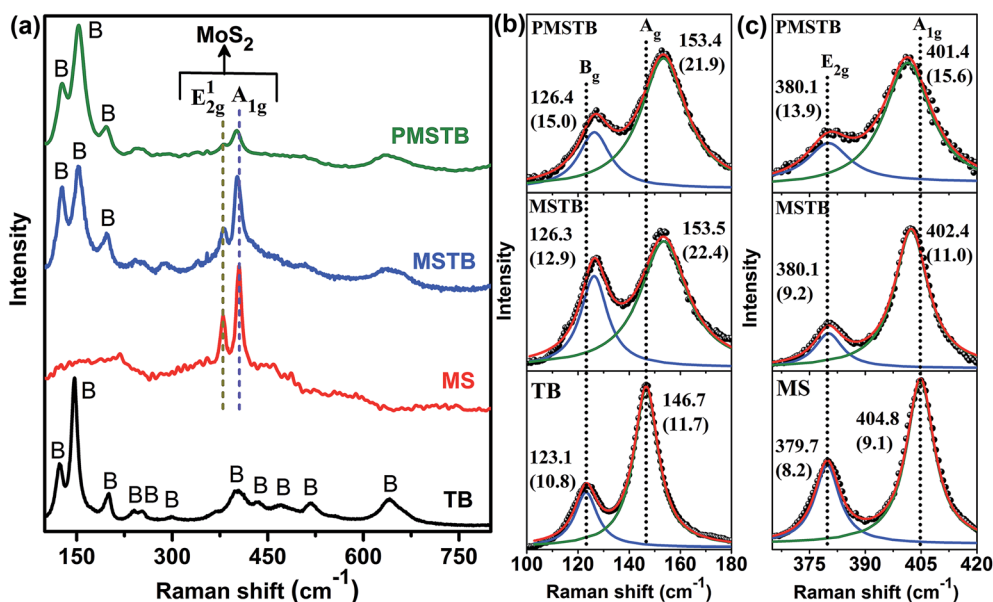 (a)
Intensity
B
B
B
MoS2
E12g
A1g
PMSTB
B
B
B
MSTB
MS
B
B
B
BB
B
B
B
B
B
B
TB
150
300
450
600
750
Raman shift (cm-1)
(b)
Intensity
PMSTB
Bg
Ag
126.4
(15.0)
153.4
(21.9)
MSTB
126.3
(12.9)
153.5
(22.4)
TB
123.1
(10.8)
146.7
(11.7)
100
120
140
160
180
Raman shift (cm-1)
(c)
Intensity
PMSTB
E2g
A1g
380.1
(13.9)
401.4
(15.6)
MSTB
380.1
(9.2)
402.4
(11.0)
MS
379.7
(8.2)
404.8
(9.1)
375
390
405
420
Raman shift (cm-1)